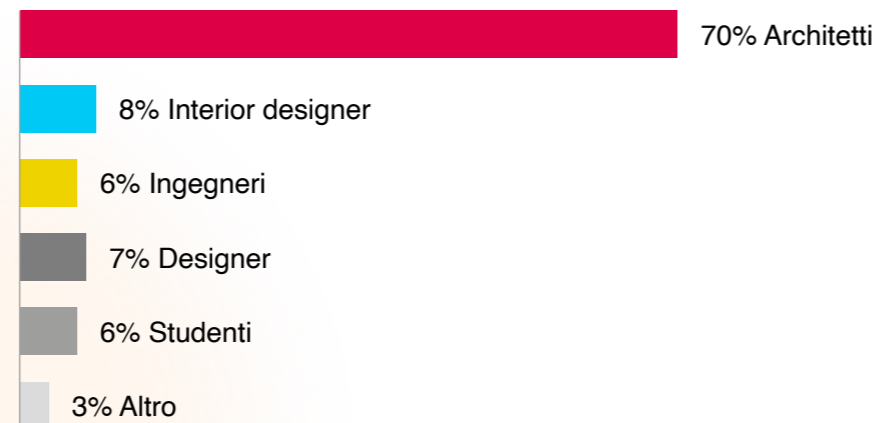 70% Architetti
8% Interior designer
6% Ingegneri
7% Designer
6% Studenti
3% Altro